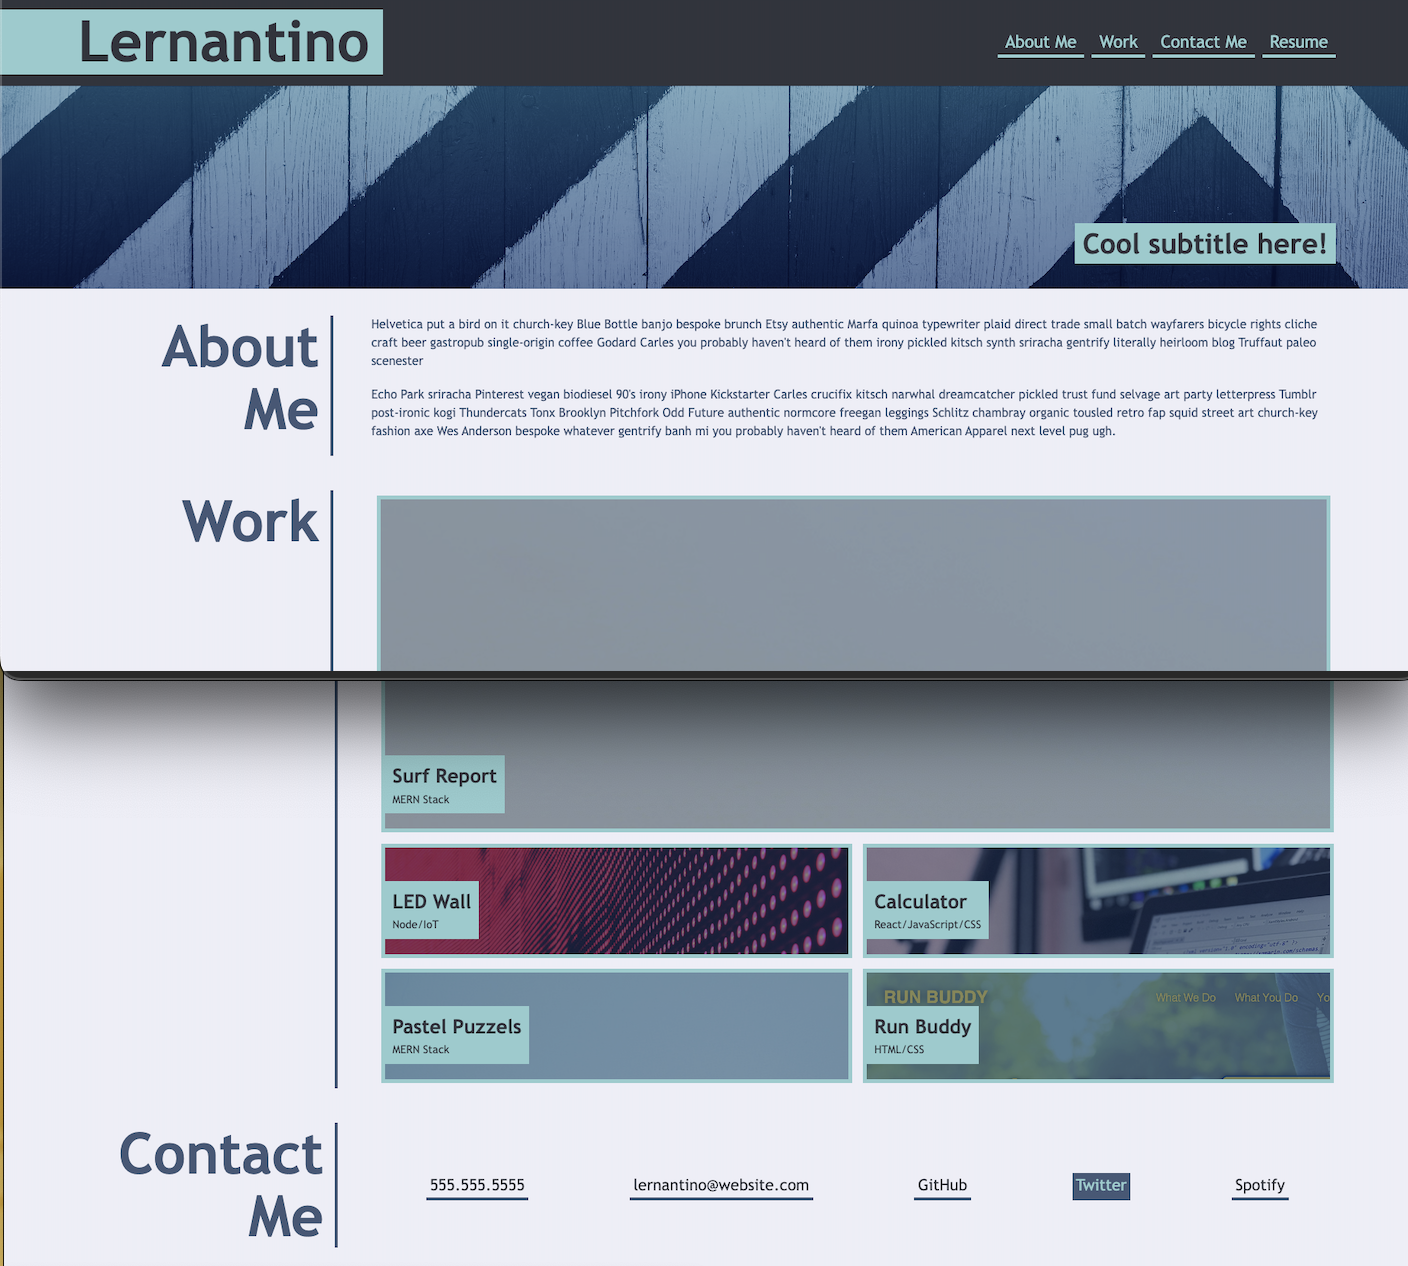 Lernantino
About Me Work Contact Me Resume
Cool subtitle here!
About
Me
Helvetica put a bird on it church-key Blue Bottle banjo bespoke brunch Etsy authentic Marfa quinoa typewriter plaid direct trade small batch wayfarers bicycle rights cliche
craft beer gastropub single-origin coffee Godard Carles you probably haven't heard of them irony pickled kitsch synth sriracha gentrify literally heirloom blog Truffaut paleo
scenester
Echo Park sriracha Pinterest vegan biodiesel 90's irony iPhone Kickstarter Carles crucifix kitsch narwhal dreamcatcher pickled trust fund selvage art party letterpress Tumblr
post-ironic kogi Thundercats Tonx Brooklyn Pitchfork Odd Future authentic normcore freegan leggings Schlitz chambray organic tousled retro fap squid street art church-key
fashion axe Wes Anderson bespoke whatever gentrify banh mi you probably haven't heard of them American Apparel next level pug ugh.
Work
Surf Report
MERN Stack
LED Wall
Node/IoT
Calculator
React/JavaScript/CSS
Pastel Puzzels
MERN Stack
RUN BUDDY
What We Do What You Do Yo
Run Buddy
HTML/CSS
Contact
Me
555.555.5555
lernantino@website.com
GitHub
Twitter
Spotify